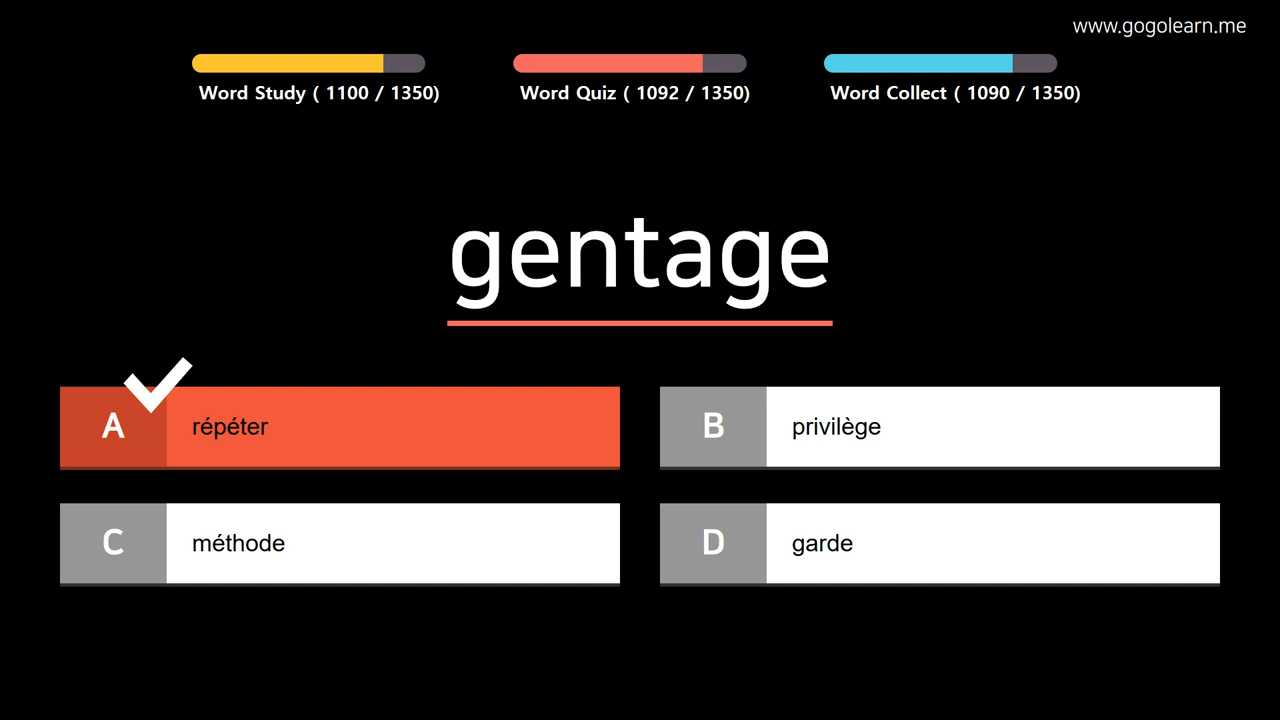 www.gogolearn.me
Word Study ( 1100 / 1350)
Word Quiz ( 1092 / 1350)
Word Collect ( 1090 / 1350)
gentage
A répéter
B privilège
C méthode
D garde